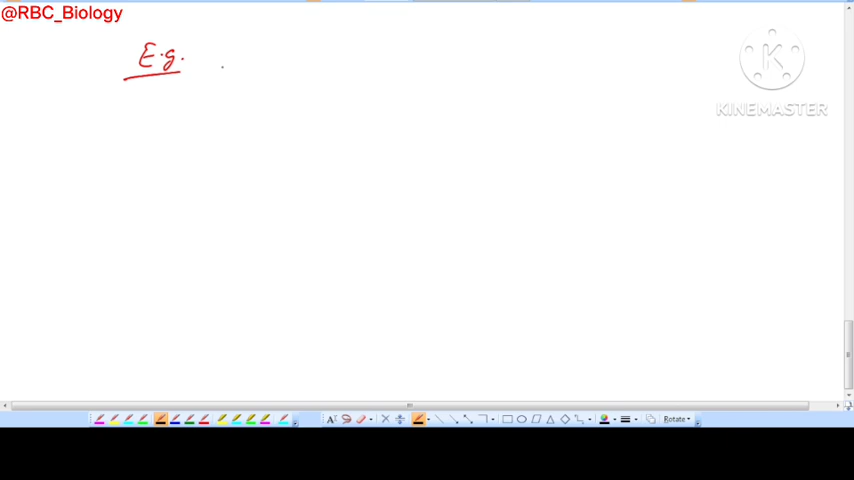 @RBC_Biology
E.g.
K
KINEMASTER
A
Rotate